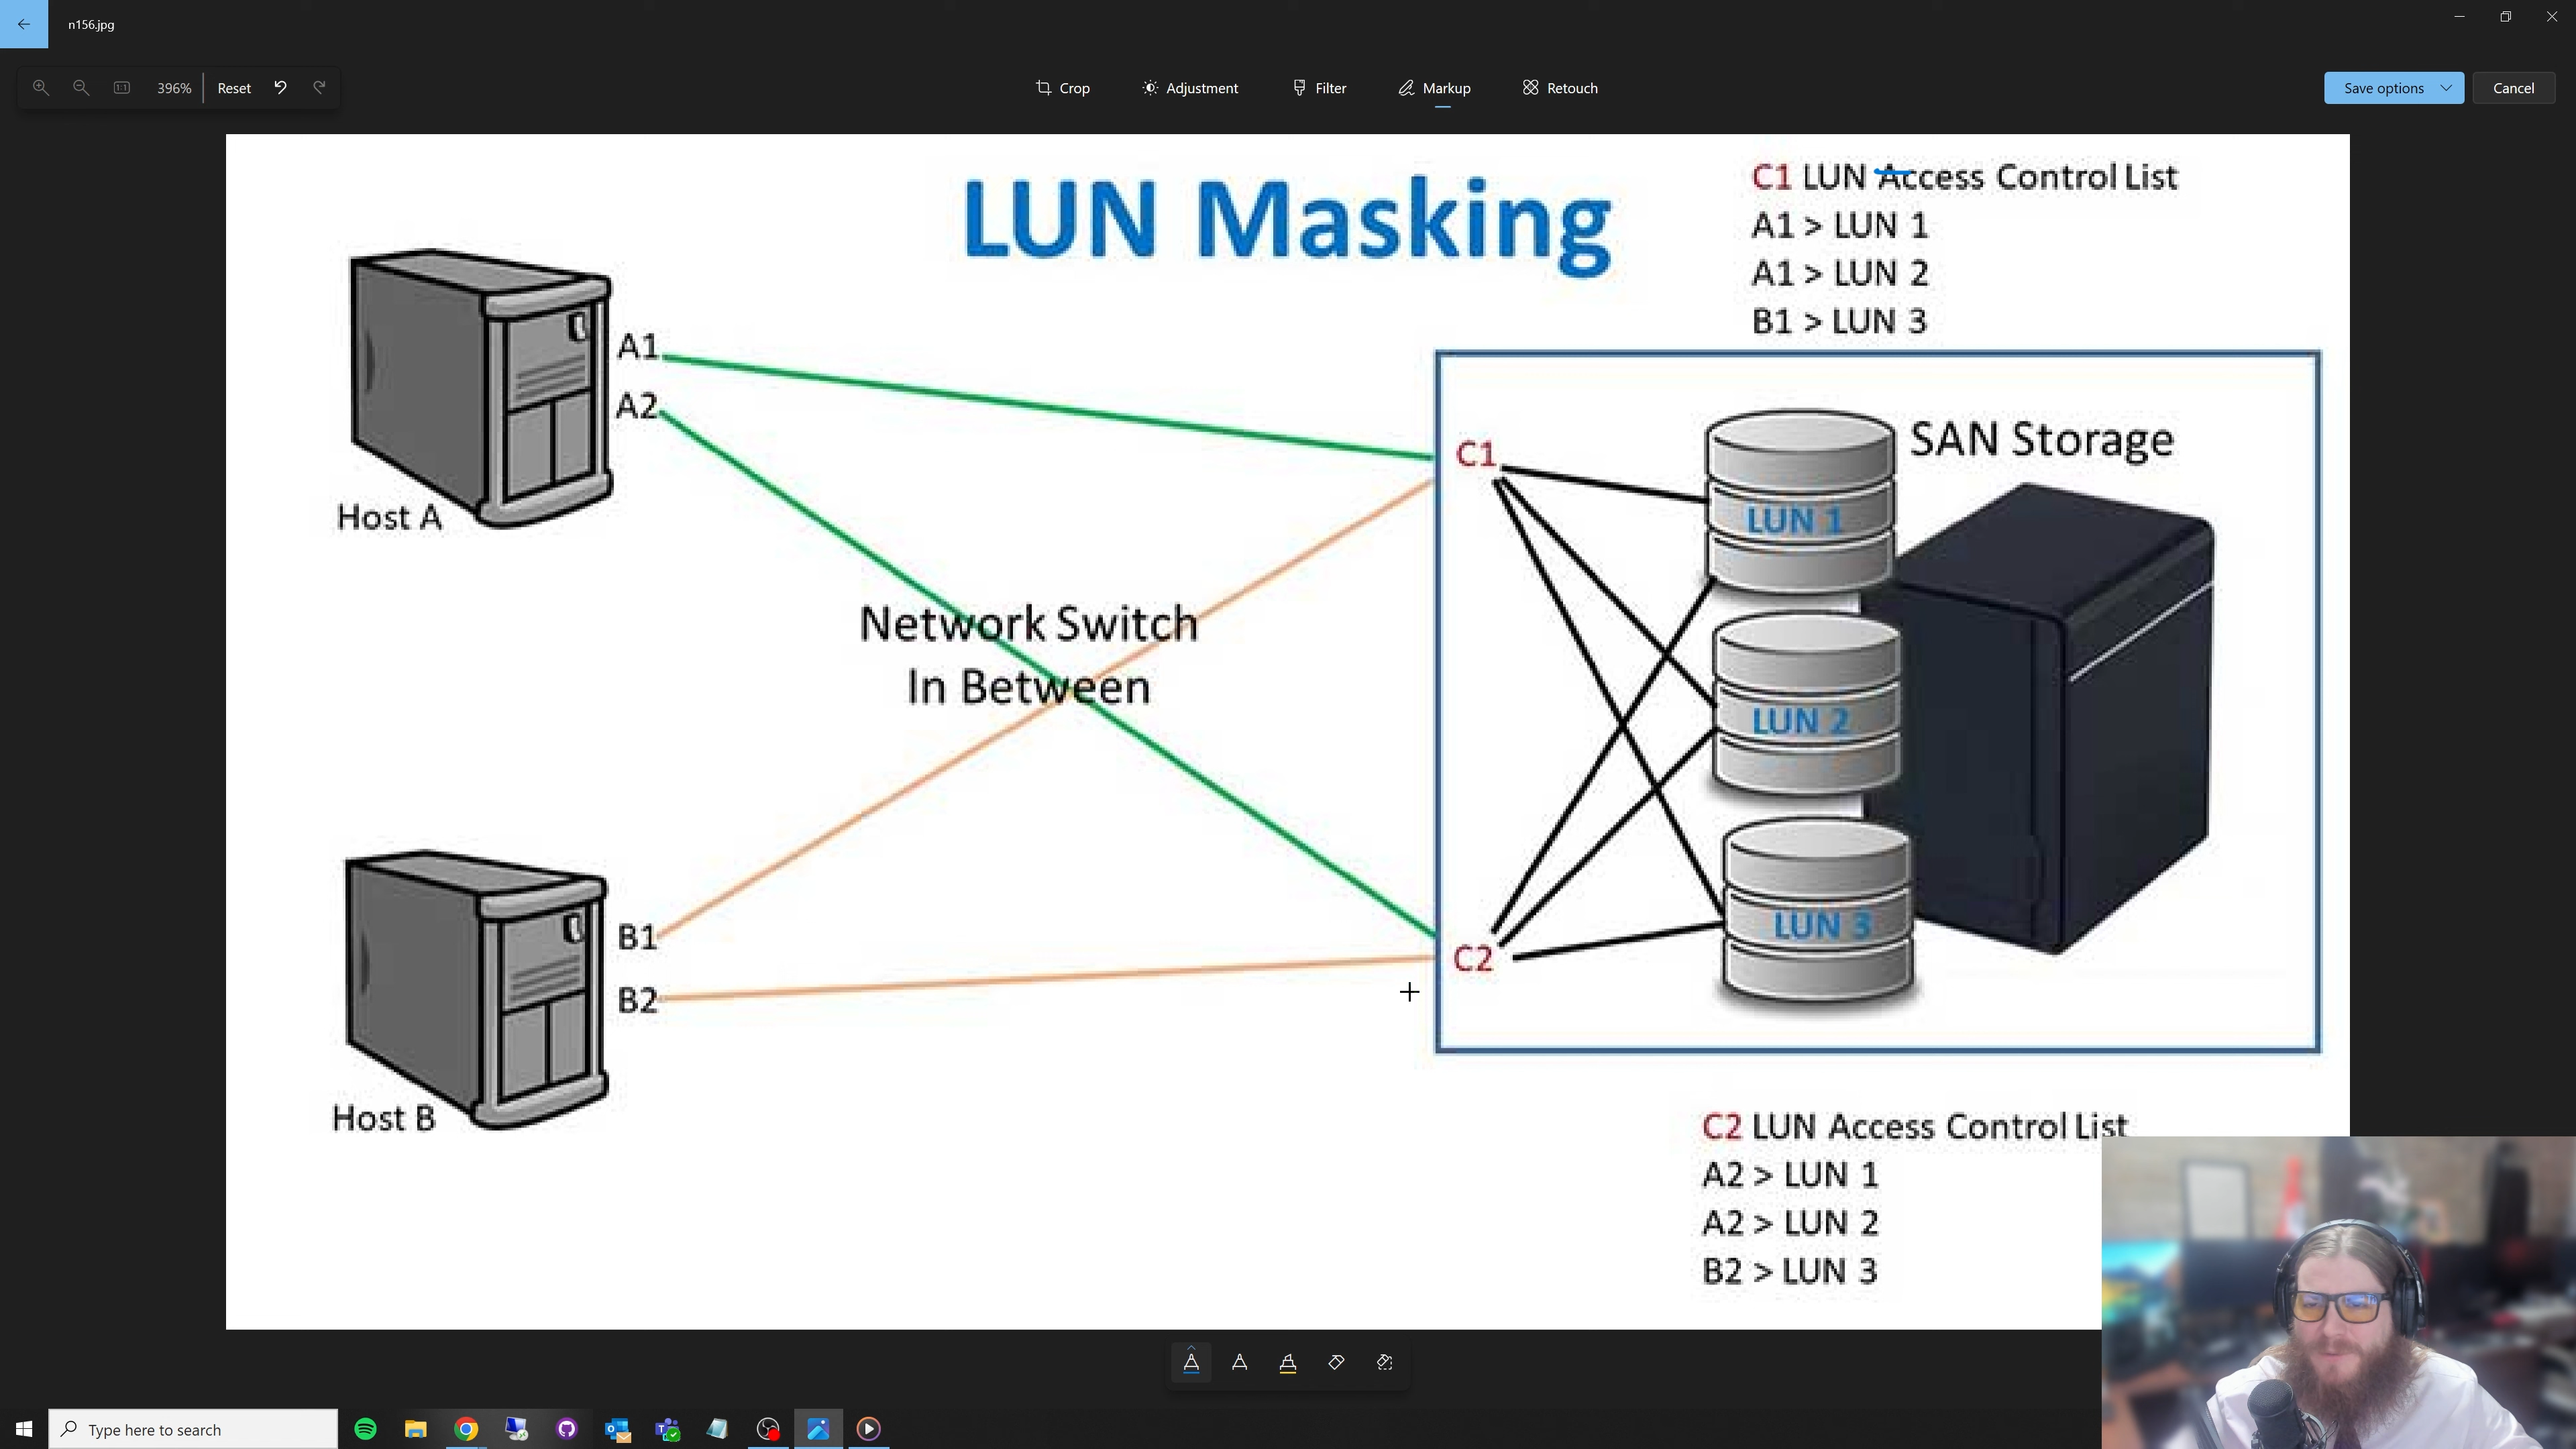 n156.jpg
396%
Reset
Crop
Adjustment
Filter
Markup
Retouch
Save options
Cancel
LUN Masking
C1 LUN Access Control List
A1 > LUN 1
A1 > LUN 2
B1 > LUN 3
A1
A2
Host A
C1
SAN Storage
LUN 1
Network Switch
In Between
LUN 2
LUN 3
B1
B2
C2
Host B
C2 LUN Access Control List
A2 > LUN 1
A2 > LUN 2
B2 > LUN 3
Type here to search